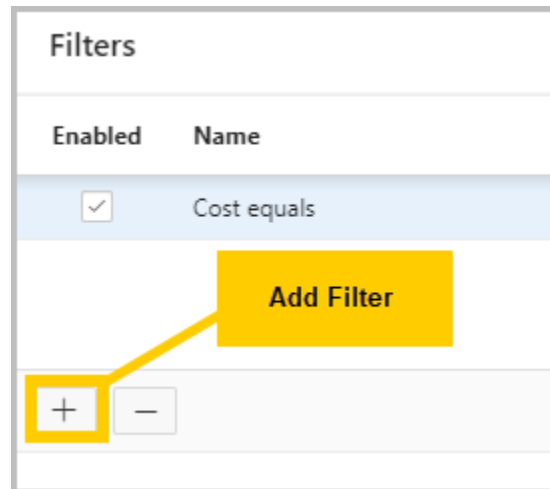 Filters
Enabled Name
Cost equals
Add Filter
+ −